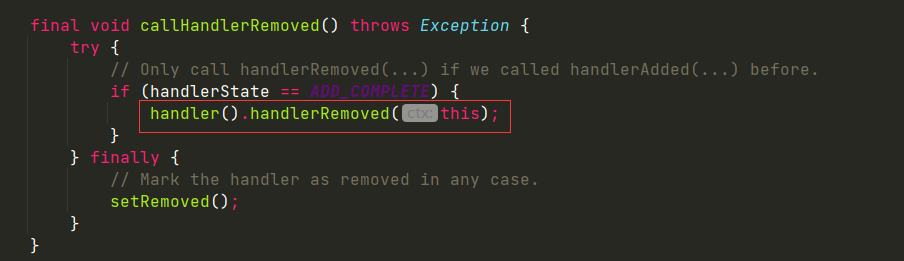 final void callHandlerRemoved() throws Exception {
    try {
        // Only call handlerRemoved(...) if we called handlerAdded(...) before.
        if (handlerState == ADD_COMPLETE) {
            handler().handlerRemoved( ctx: this);
        }
    } finally {
        // Mark the handler as removed in any case.
        setRemoved();
    }
}